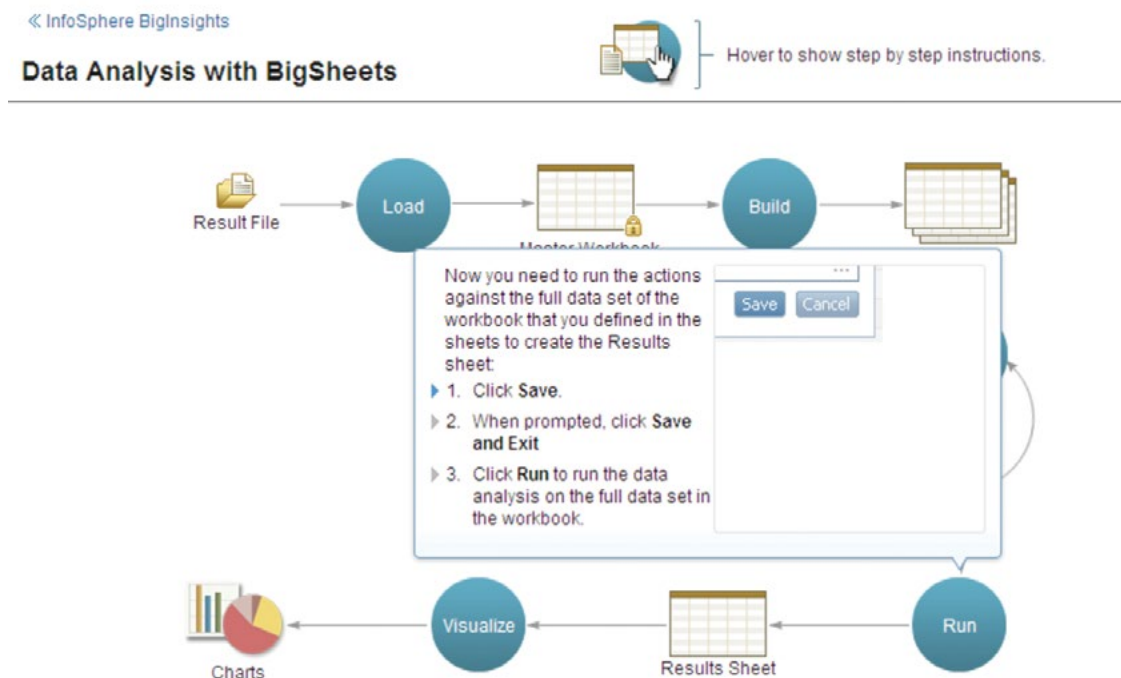 « InfoSphere BigInsights
Data Analysis with BigSheets
Hover to show step by step instructions.
Result File
Load
Master Workbook
Build
Now you need to run the actions
against the full data set of the
workbook that you defined in the
sheets to create the Results
sheet:
1. Click Save.
2. When prompted, click Save
and Exit
3. Click Run to run the data
analysis on the full data set in
the workbook.
...
Save Cancel
Charts
Visualize
Results Sheet
Run